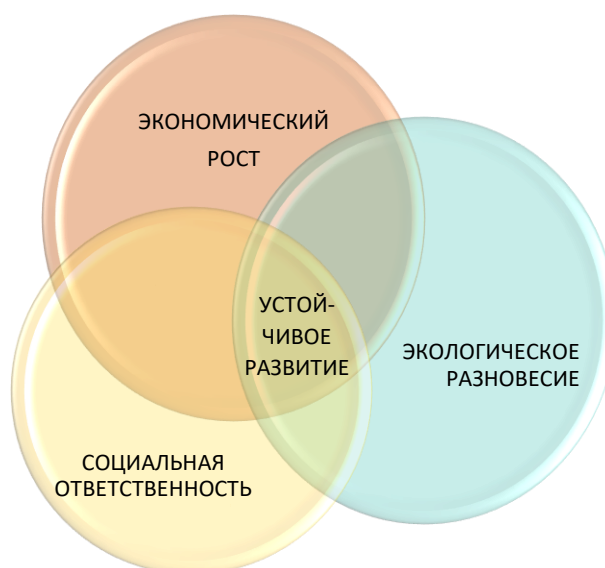 ЭКОНОМИЧЕСКИЙ
РОСТ
УСТОЙ-
ЧИВОЕ
РАЗВИТИЕ
ЭКОЛОГИЧЕСКОЕ
РАЗНОВЕСИЕ
СОЦИАЛЬНАЯ
ОТВЕТСТВЕННОСТЬ